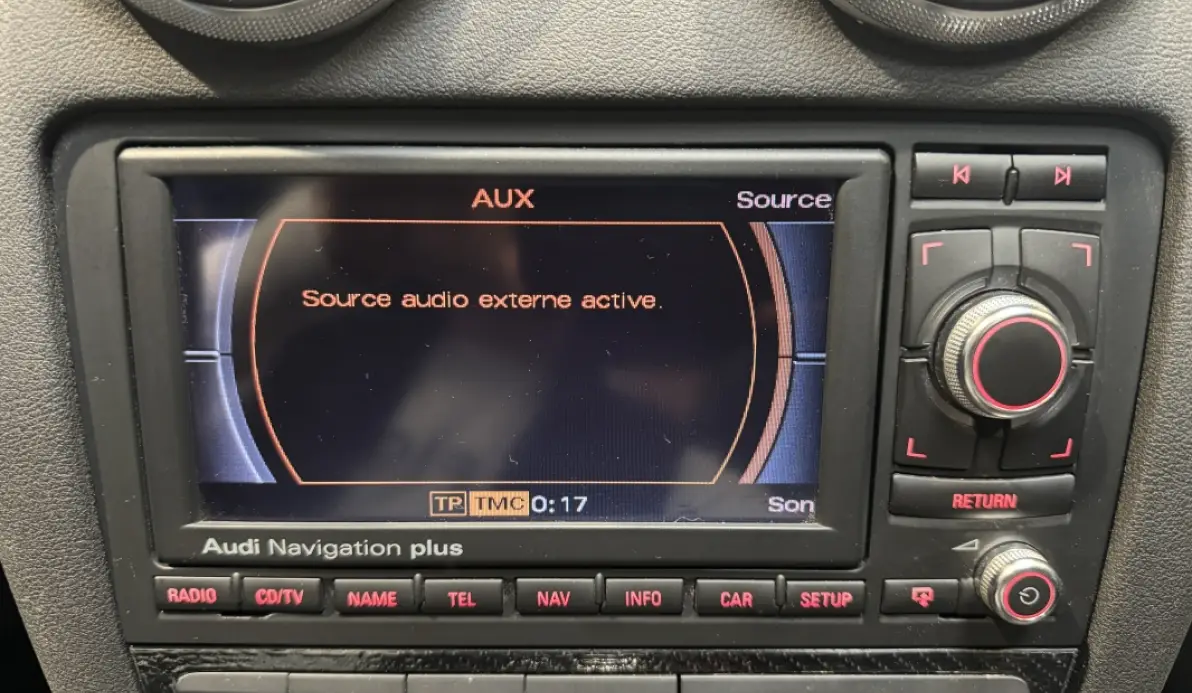 AUX
Source
Source audio externe active.
TP TMC 0:17
Son
Audi Navigation plus
RETURN
RADIO CD/TV NAME TEL NAV INFO CAR SETUP